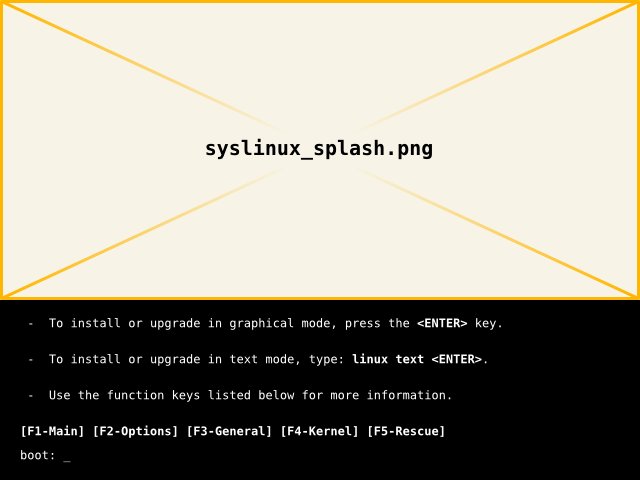 syslinux_splash.png
- To install or upgrade in graphical mode, press the <ENTER> key.
- To install or upgrade in text mode, type: linux text <ENTER>.
- Use the function keys listed below for more information.
[F1-Main] [F2-Options] [F3-General] [F4-Kernel] [F5-Rescue]
boot: _